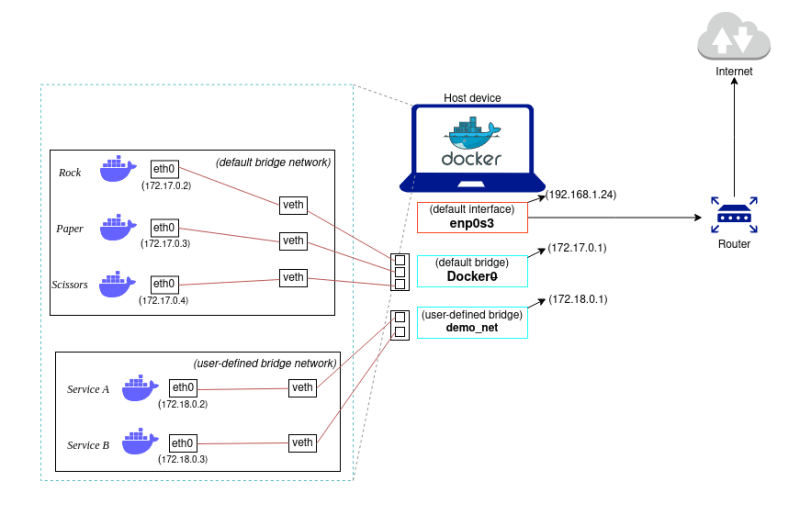 Internet
Host device
docker
(default bridge network)
Rock
eth0
(172.17.0.2)
veth
Paper
eth0
(172.17.0.3)
veth
Scissors
eth0
(172.17.0.4)
veth
(192.168.1.24)
(default interface)
enp0s3
Router
(172.17.0.1)
(default bridge)
Docker0
(172.18.0.1)
(user-defined bridge)
demo_net
(user-defined bridge network)
Service A
eth0
(172.18.0.2)
veth
Service B
eth0
(172.18.0.3)
veth